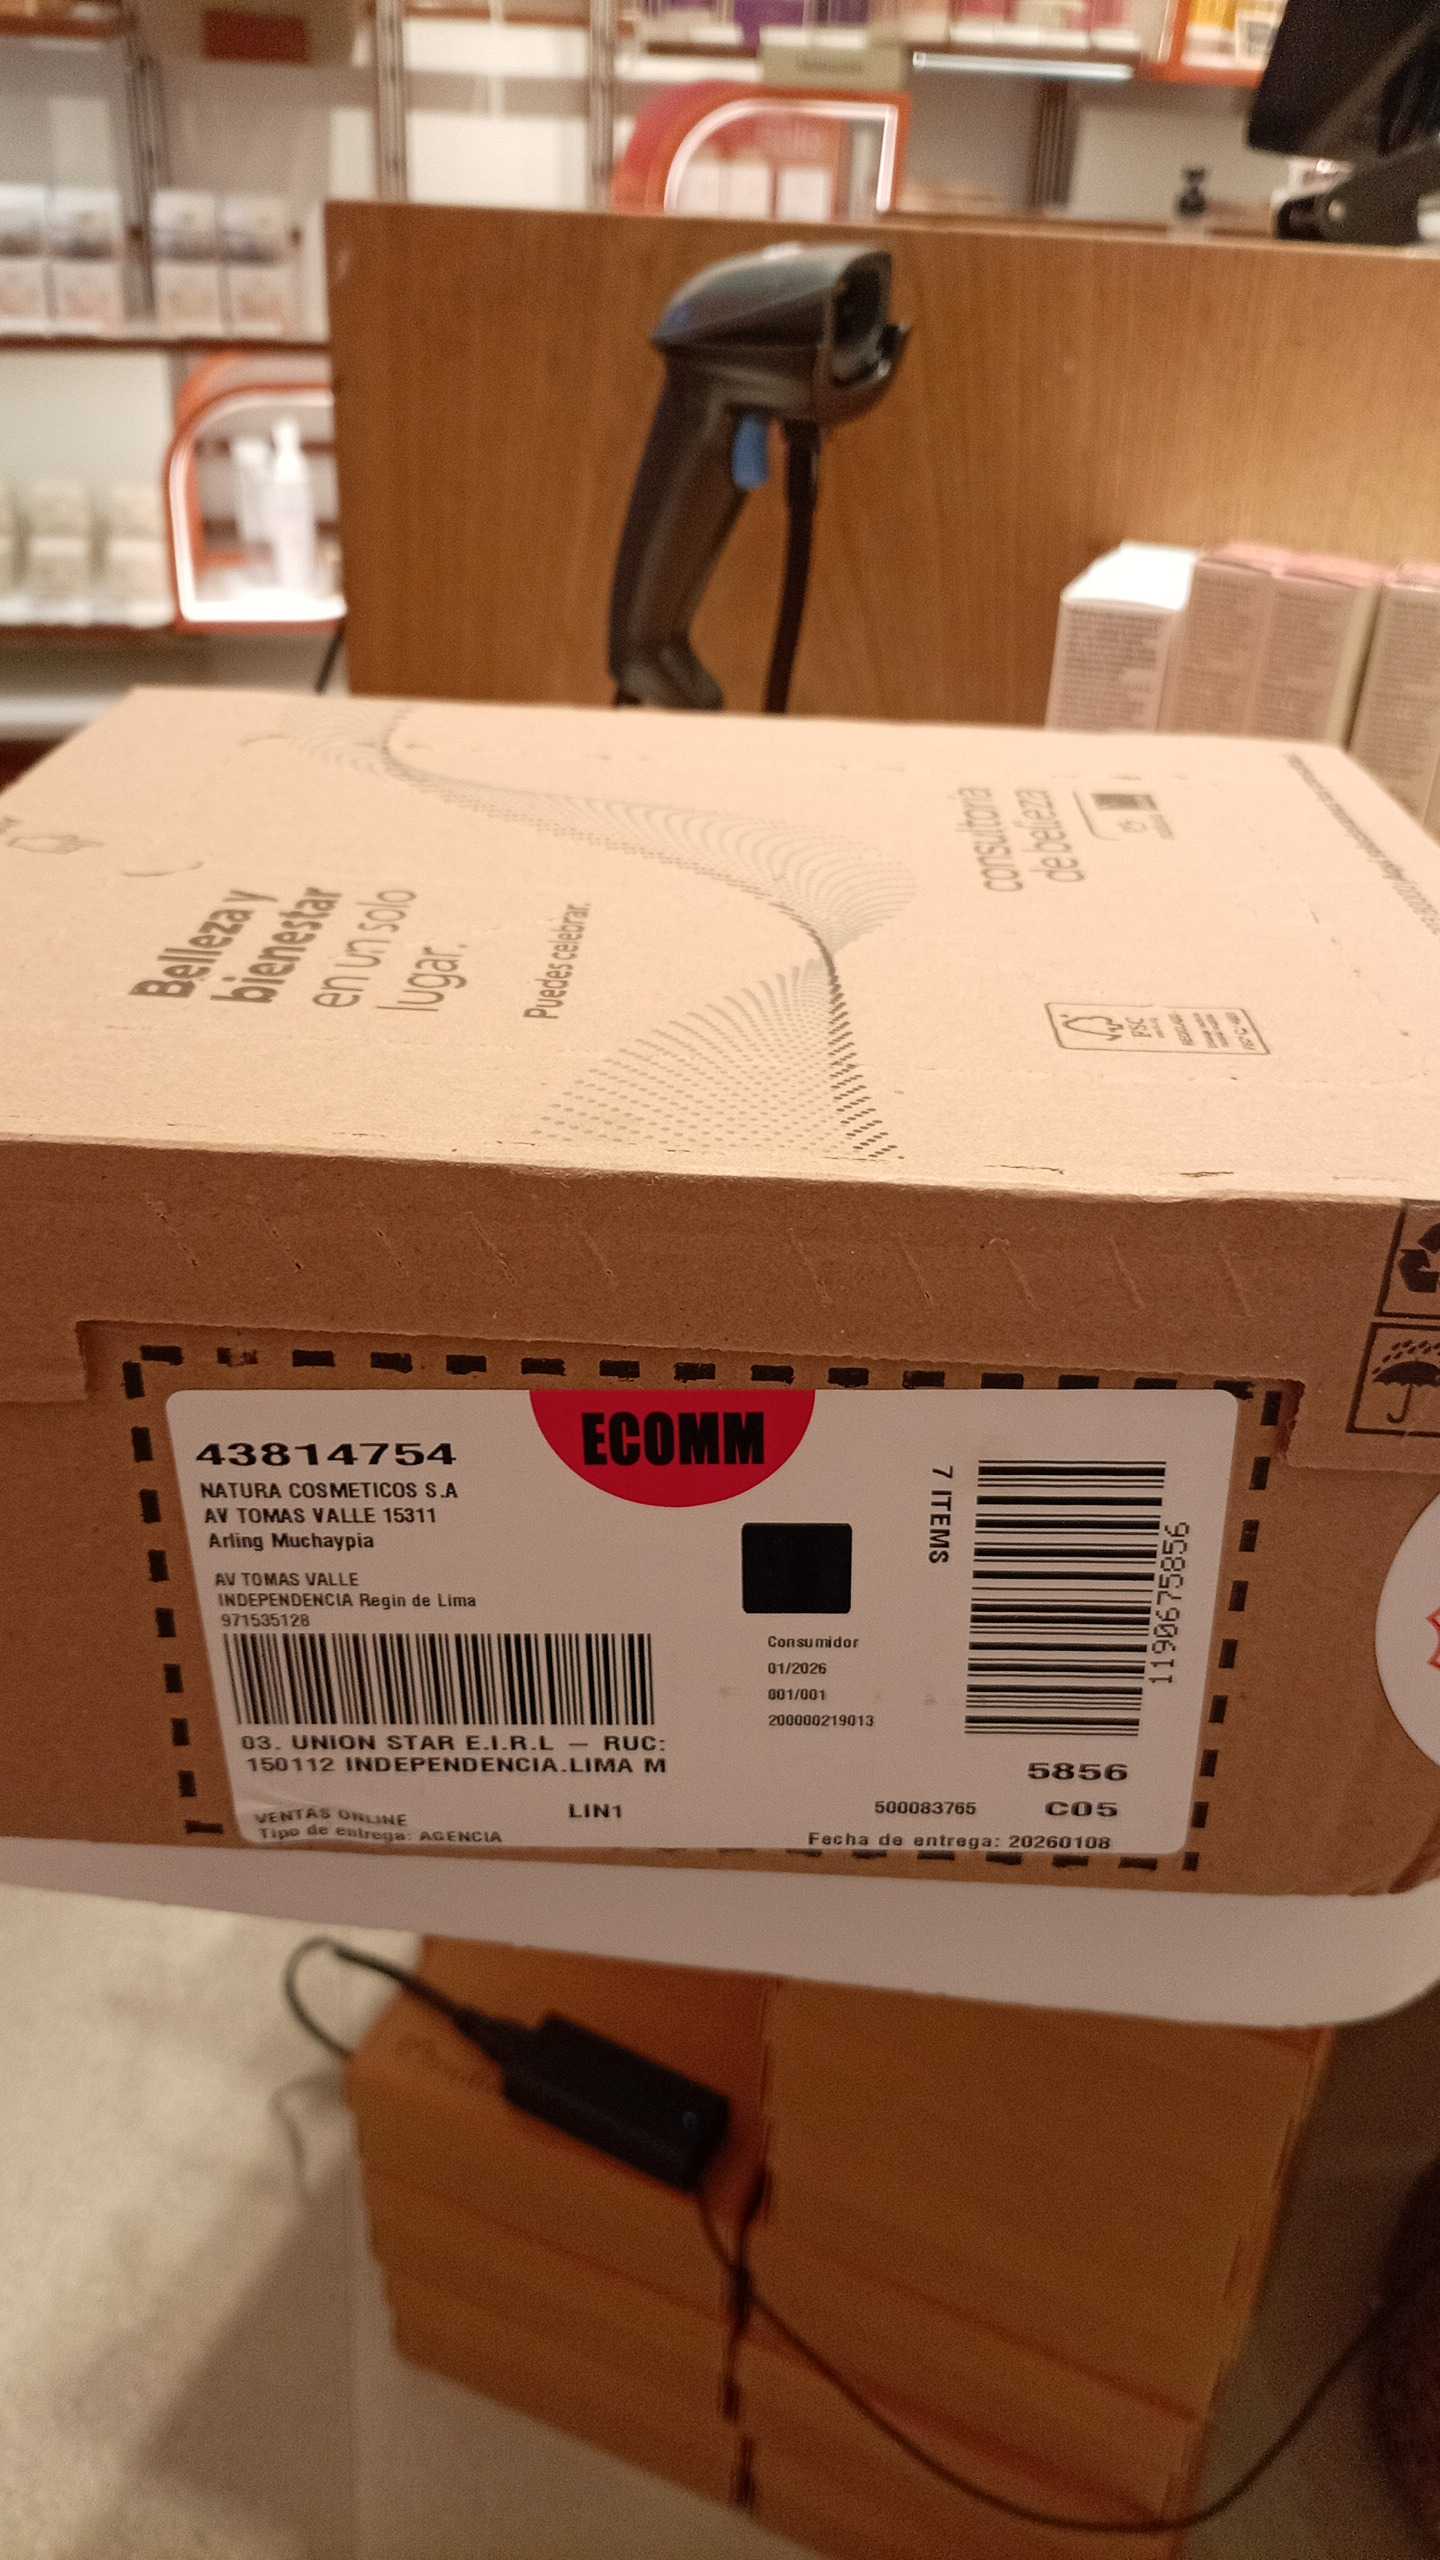 Belleza y
bienestar
en un solo
lugar.
Puedes celebrar.
consultoría
de belleza
FSC
ECOMM
43814754
NATURA COSMETICOS S.A
AV TOMAS VALLE 15311
Arling Muchaypia
AV TOMAS VALLE
INDEPENDENCIA Regin de Lima
971535128
03. UNION STAR E.I.R.L — RUC:
150112 INDEPENDENCIA.LIMA M
VENTAS ONLINE
LIN1
Tipo de entrega: AGENCIA
Consumidor
01/2026
001/001
200000219013
7 ITEMS
1190675856
5856
500083765
C05
Fecha de entrega: 20260108